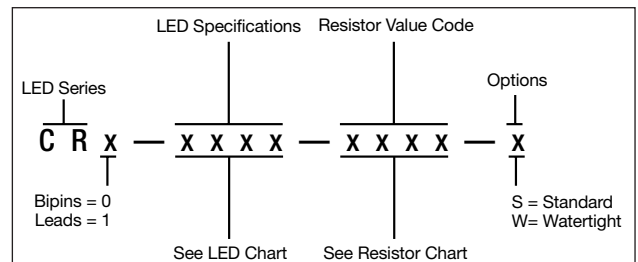 LED Specifications Resistor Value Code
LED Series
Options
C R x — x x x x — x x x x — x
Bipins = 0
Leads = 1
S = Standard
W= Watertight
See LED Chart See Resistor Chart